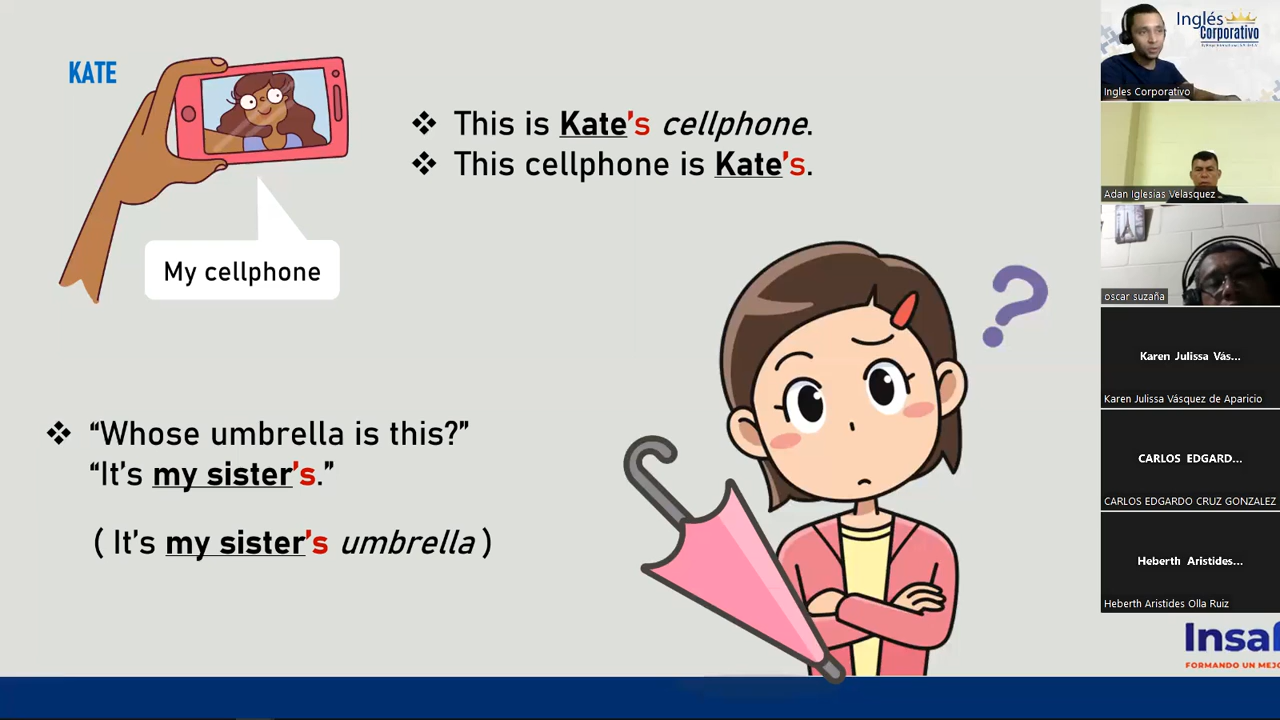 KATE
❖ This is Kate's cellphone.
❖ This cellphone is Kate's.
My cellphone
❖ “Whose umbrella is this?”
“It's my sister's.”
( It's my sister's umbrella )
?
Inglés
Corporativo
Ingles Corporativo
Adan Iglesias Velasquez
oscar suzaña
Karen Julissa Vás...
Karen Julissa Vásquez de Aparicio
CARLOS EDGARD...
CARLOS EDGARDO CRUZ GONZALEZ
Heberth Aristides...
Heberth Aristides Olla Ruiz
Insaf
FORMANDO UN MEJO